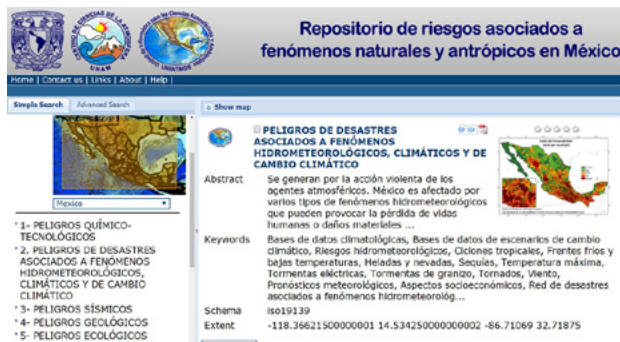 Repositorio de riesgos asociados a
fenómenos naturales y antrópicos en México
UNAM
Home | Contact us | Links | About | Help |
Simple Search
Advanced Search
Show map
Mexico
1- PELIGROS QUÍMICO-
TECNOLÓGICOS
2. PELIGROS DE DESASTRES
ASOCIADOS A FENÓMENOS
HIDROMETEOROLÓGICOS,
CLIMÁTICOS Y DE CAMBIO
CLIMÁTICO
3- PELIGROS SÍSMICOS
4- PELIGROS GEOLÓGICOS
5- PELIGROS ECOLÓGICOS
PELIGROS DE DESASTRES
ASOCIADOS A FENÓMENOS
HIDROMETEOROLÓGICOS, CLIMÁTICOS Y DE
CAMBIO CLIMÁTICO
Abstract Se generan por la acción violenta de los
agentes atmosféricos. México es afectado por
varios tipos de fenómenos hidrometeorológicos
que pueden provocar la pérdida de vidas
humanas o daños materiales ...
Keywords Bases de datos climatológicas, Bases de datos de escenarios de cambio
climático, Riesgos hidrometeorológicos, Ciclones tropicales, Frentes fríos y
bajas temperaturas, Heladas y nevadas, Sequías, Temperatura máxima,
Tormentas eléctricas, Tormentas de granizo, Tornados, Viento,
Pronósticos meteorológicos, Aspectos socioeconómicos, Red de desastres
asociados a fenómenos hidrometeorológ...
Schema iso19139
Extent -118.36621500000001 14.534250000000002 -86.71069 32.71875